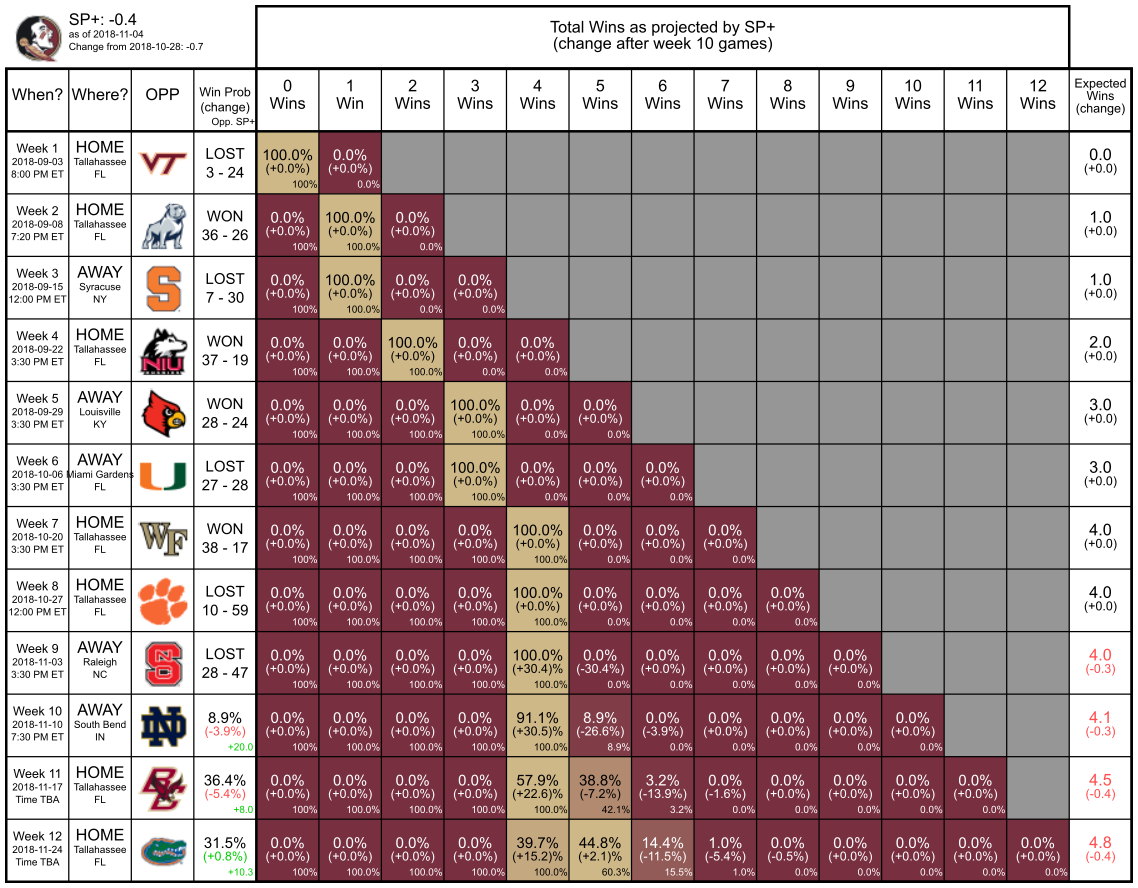 SP+: -0.4
as of 2018-11-04
Change from 2018-10-28: -0.7
Total Wins as projected by SP+
(change after week 10 games)
When? Where? OPP Win Prob (change) Opp. SP+ 0 Wins 1 Win 2 Wins 3 Wins 4 Wins 5 Wins 6 Wins 7 Wins 8 Wins 9 Wins 10 Wins 11 Wins 12 Wins Expected Wins (change)
Week 1 HOME LOST 100.0% 0.0% 0.0
2018-09-03 Tallahassee VT 3 - 24 (+0.0%) (+0.0%) (+0.0)
8:00 PM ET FL 100% 0.0%
Week 2 HOME WON 0.0% 100.0% 0.0% 1.0
2018-09-08 Tallahassee 36 - 26 (+0.0%) (+0.0%) (+0.0%) (+0.0)
7:20 PM ET FL 100% 100.0% 0.0%
Week 3 AWAY LOST 0.0% 100.0% 0.0% 0.0% 1.0
2018-09-15 Syracuse S 7 - 30 (+0.0%) (+0.0%) (+0.0%) (+0.0%) (+0.0)
12:00 PM ET NY 100% 100.0% 0.0% 0.0%
Week 4 HOME WON 0.0% 0.0% 100.0% 0.0% 0.0% 2.0
2018-09-22 Tallahassee NIU 37 - 19 (+0.0%) (+0.0%) (+0.0%) (+0.0%) (+0.0%) (+0.0)
3:30 PM ET FL 100% 100.0% 100.0% 0.0% 0.0%
Week 5 AWAY WON 0.0% 0.0% 0.0% 100.0% 0.0% 0.0% 3.0
2018-09-29 Louisville 28 - 24 (+0.0%) (+0.0%) (+0.0%) (+0.0%) (+0.0%) (+0.0%) (+0.0)
3:30 PM ET KY 100% 100.0% 100.0% 100.0% 0.0% 0.0%
Week 6 AWAY LOST 0.0% 0.0% 0.0% 100.0% 0.0% 0.0% 0.0% 3.0
2018-10-06 Miami Gardens U 27 - 28 (+0.0%) (+0.0%) (+0.0%) (+0.0%) (+0.0%) (+0.0%) (+0.0%) (+0.0)
3:30 PM ET FL 100% 100.0% 100.0% 100.0% 0.0% 0.0% 0.0%
Week 7 HOME WON 0.0% 0.0% 0.0% 0.0% 100.0% 0.0% 0.0% 0.0% 4.0
2018-10-20 Tallahassee WF 38 - 17 (+0.0%) (+0.0%) (+0.0%) (+0.0%) (+0.0%) (+0.0%) (+0.0%) (+0.0%) (+0.0)
3:30 PM ET FL 100% 100.0% 100.0% 100.0% 100.0% 0.0% 0.0% 0.0%
Week 8 HOME LOST 0.0% 0.0% 0.0% 0.0% 100.0% 0.0% 0.0% 0.0% 0.0% 4.0
2018-10-27 Tallahassee 10 - 59 (+0.0%) (+0.0%) (+0.0%) (+0.0%) (+0.0%) (+0.0%) (+0.0%) (+0.0%) (+0.0%) (+0.0)
12:00 PM ET FL 100% 100.0% 100.0% 100.0% 100.0% 0.0% 0.0% 0.0% 0.0%
Week 9 AWAY LOST 0.0% 0.0% 0.0% 0.0% 100.0% 0.0% 0.0% 0.0% 0.0% 0.0% 4.0
2018-11-03 Raleigh NCS 28 - 47 (+0.0%) (+0.0%) (+0.0%) (+0.0%) (+30.4)% (-30.4%) (+0.0%) (+0.0%) (+0.0%) (+0.0%) (-0.3)
3:30 PM ET NC 100% 100.0% 100.0% 100.0% 100.0% 0.0% 0.0% 0.0% 0.0% 0.0%
Week 10 AWAY 8.9% 0.0% 0.0% 0.0% 0.0% 91.1% 8.9% 0.0% 0.0% 0.0% 0.0% 0.0% 4.1
2018-11-10 South Bend ND (-3.9%) (+0.0%) (+0.0%) (+0.0%) (+0.0%) (+30.5)% (-26.6%) (-3.9%) (+0.0%) (+0.0%) (+0.0%) (+0.0%) (-0.3)
7:30 PM ET IN +20.0 100% 100.0% 100.0% 100.0% 100.0% 8.9% 0.0% 0.0% 0.0% 0.0% 0.0%
Week 11 HOME 36.4% 0.0% 0.0% 0.0% 0.0% 57.9% 38.8% 3.2% 0.0% 0.0% 0.0% 0.0% 0.0% 4.5
2018-11-17 Tallahassee BC (-5.4%) (+0.0%) (+0.0%) (+0.0%) (+0.0%) (+22.6)% (-7.2%) (-13.9%) (-1.6%) (+0.0%) (+0.0%) (+0.0%) (+0.0%) (-0.4)
Time TBA FL +8.0 100% 100.0% 100.0% 100.0% 100.0% 42.1% 3.2% 0.0% 0.0% 0.0% 0.0% 0.0%
Week 12 HOME 31.5% 0.0% 0.0% 0.0% 0.0% 39.7% 44.8% 14.4% 1.0% 0.0% 0.0% 0.0% 0.0% 0.0% 4.8
2018-11-24 Tallahassee (+0.8%) (+0.0%) (+0.0%) (+0.0%) (+0.0%) (+15.2)% (+2.1%) (-11.5%) (-5.4%) (-0.5%) (+0.0%) (+0.0%) (+0.0%) (+0.0%) (-0.4)
Time TBA FL +10.3 100% 100.0% 100.0% 100.0% 100.0% 60.3% 15.5% 1.0% 0.0% 0.0% 0.0% 0.0% 0.0%